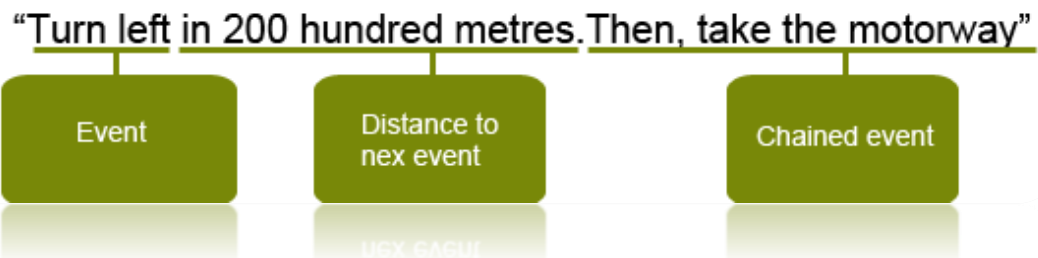 “Turn left in 200 hundred metres.Then, take the motorway”
Event
Distance to
nex event
Chained event